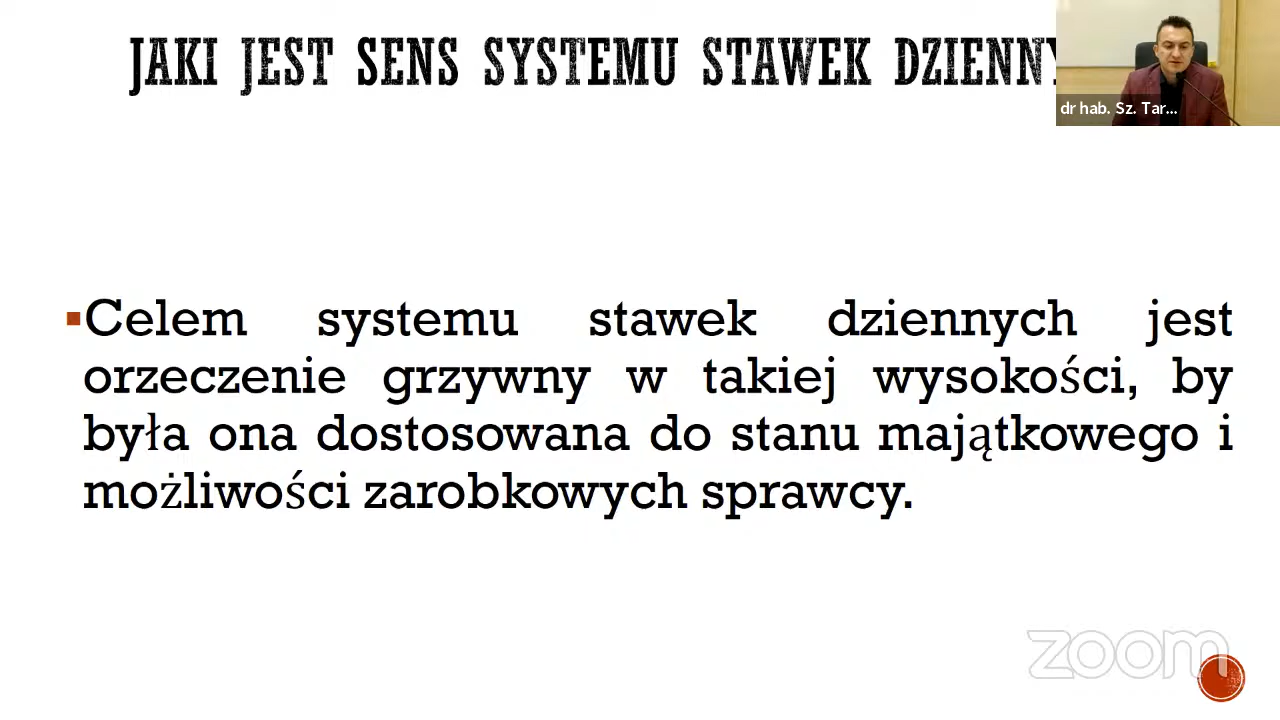 JAKI JEST SENS SYSTEMU STAWEK
dr hab. Sz. Tar...
Celem systemu stawek dziennych jest
orzeczenie grzywny w takiej wysokości, by
była ona dostosowana do stanu majątkowego i
możliwości zarobkowych sprawcy.
zoom